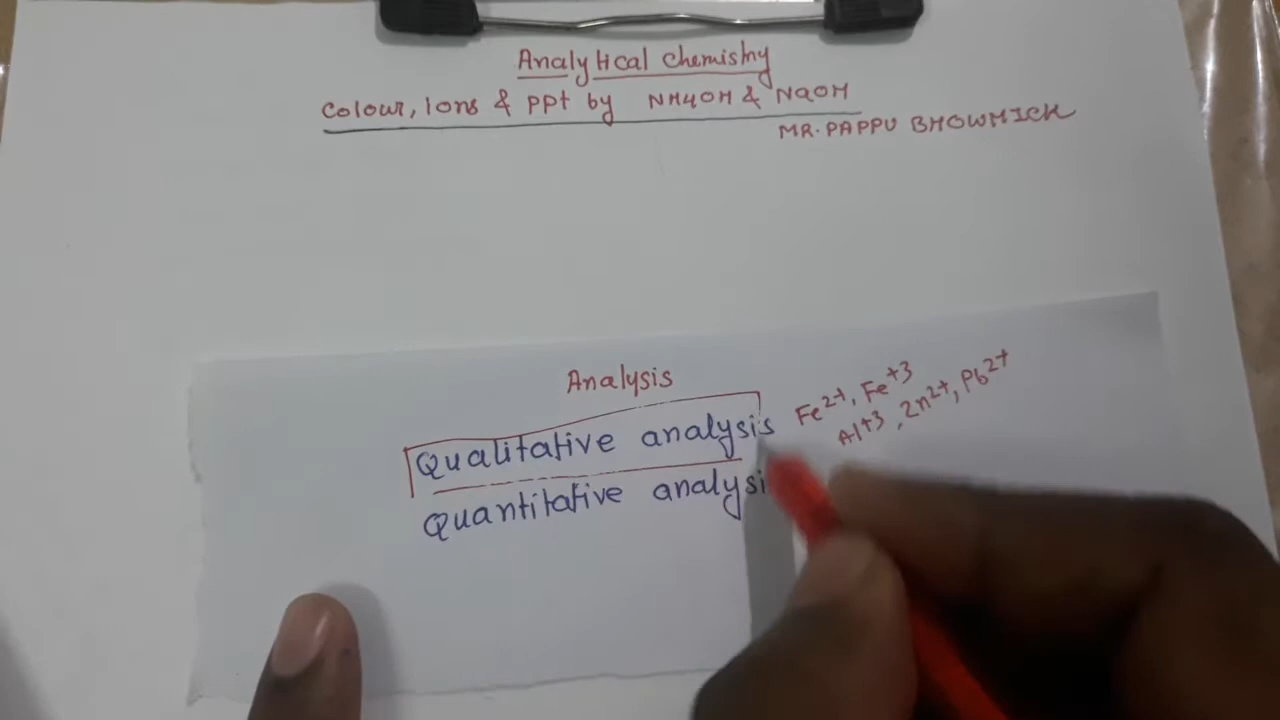 Analytical Chemistry
Colour, Ions & PPt by NH4OH & NaOH
MR. PAPPU BHOWMICK
Analysis
Qualitative analysis
Fe2+, Fe+3
Al+3, Zn2+, Pb2+
Quantitative